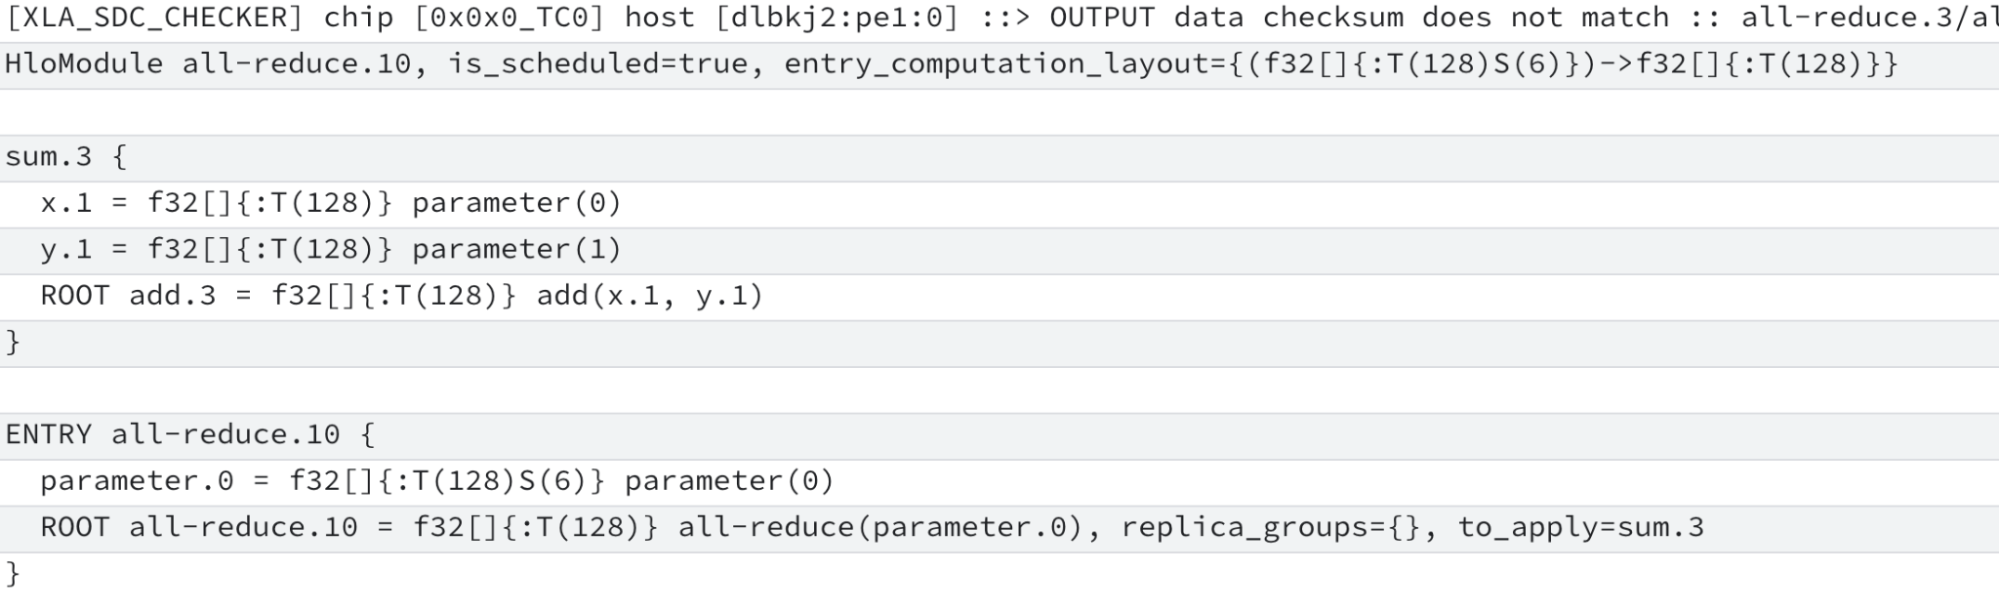 [XLA_SDC_CHECKER] chip [0x0x0_TC0] host [dlbkj2:pe1:0] ::> OUTPUT data checksum does not match :: all-reduce.3/al
HloModule all-reduce.10, is_scheduled=true, entry_computation_layout={(f32[]{:T(128)S(6)})->f32[]{:T(128)}}
sum.3 {
x.1 = f32[]{:T(128)} parameter(0)
y.1 = f32[]{:T(128)} parameter(1)
ROOT add.3 = f32[]{:T(128)} add(x.1, y.1)
}
ENTRY all-reduce.10 {
parameter.0 = f32[]{:T(128)S(6)} parameter(0)
ROOT all-reduce.10 = f32[]{:T(128)} all-reduce(parameter.0), replica_groups={}, to_apply=sum.3
}